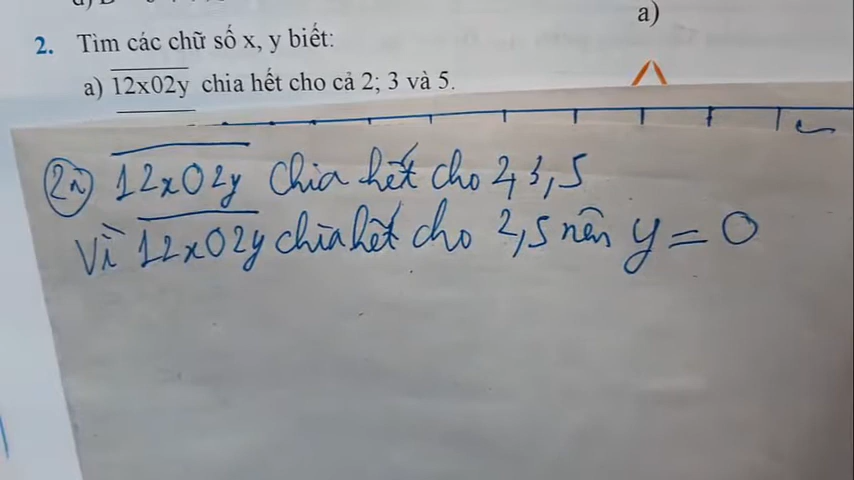 a)
2. Tìm các chữ số x, y biết:
a) 12x02y chia hết cho cả 2; 3 và 5.
2a) 12x02y chia hết cho 2, 3, 5
Vì 12x02y chia hết cho 2,5 nên y = 0